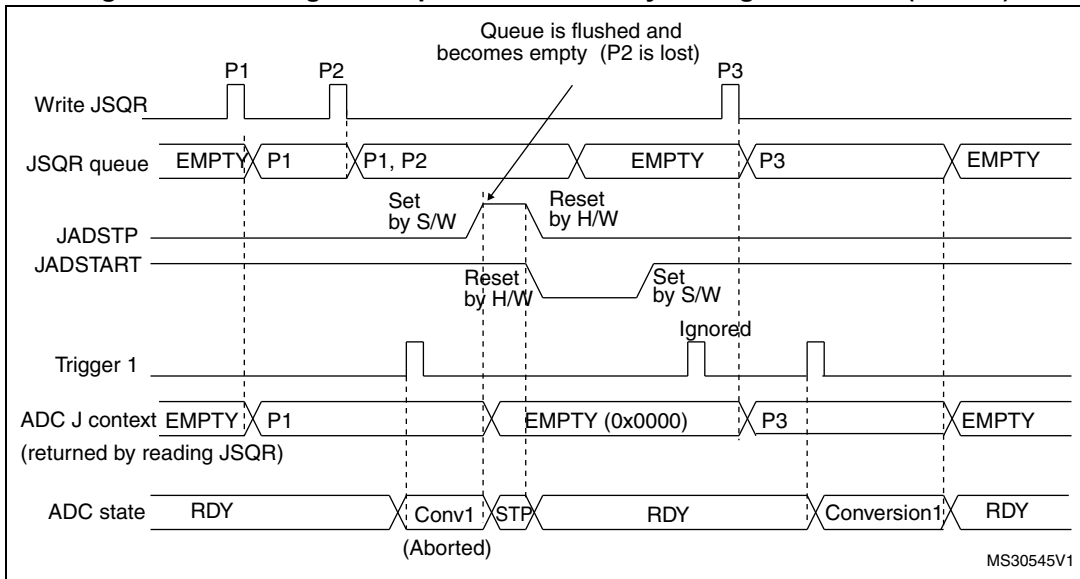 Queue is flushed and
becomes empty (P2 is lost)
P1 P2 P3
Write JSQR
JSQR queue EMPTY P1 P1, P2 EMPTY P3 EMPTY
Set by S/W
Reset by H/W
JADSTP
JADSTART
Reset by H/W
Set by S/W
Ignored
Trigger 1
ADC J context EMPTY P1 EMPTY (0x0000) P3 EMPTY
(returned by reading JSQR)
ADC state RDY Conv1 STP RDY Conversion1 RDY
(Aborted)
MS30545V1